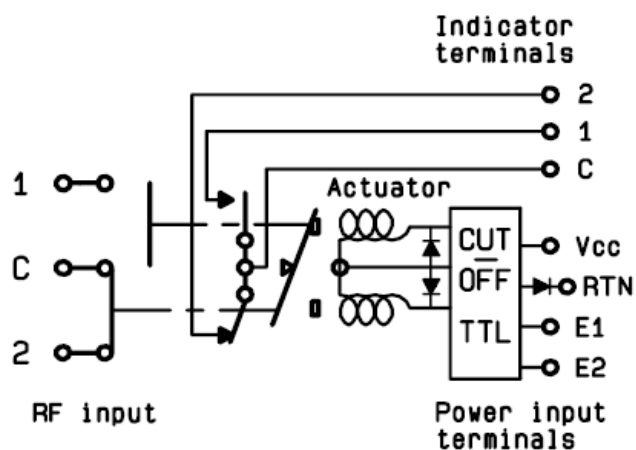 Indicator
terminals
2
1
C
Actuator
1
C
2
RF input
CUT
OFF
TTL
Vcc
RTN
E1
E2
Power input
terminals